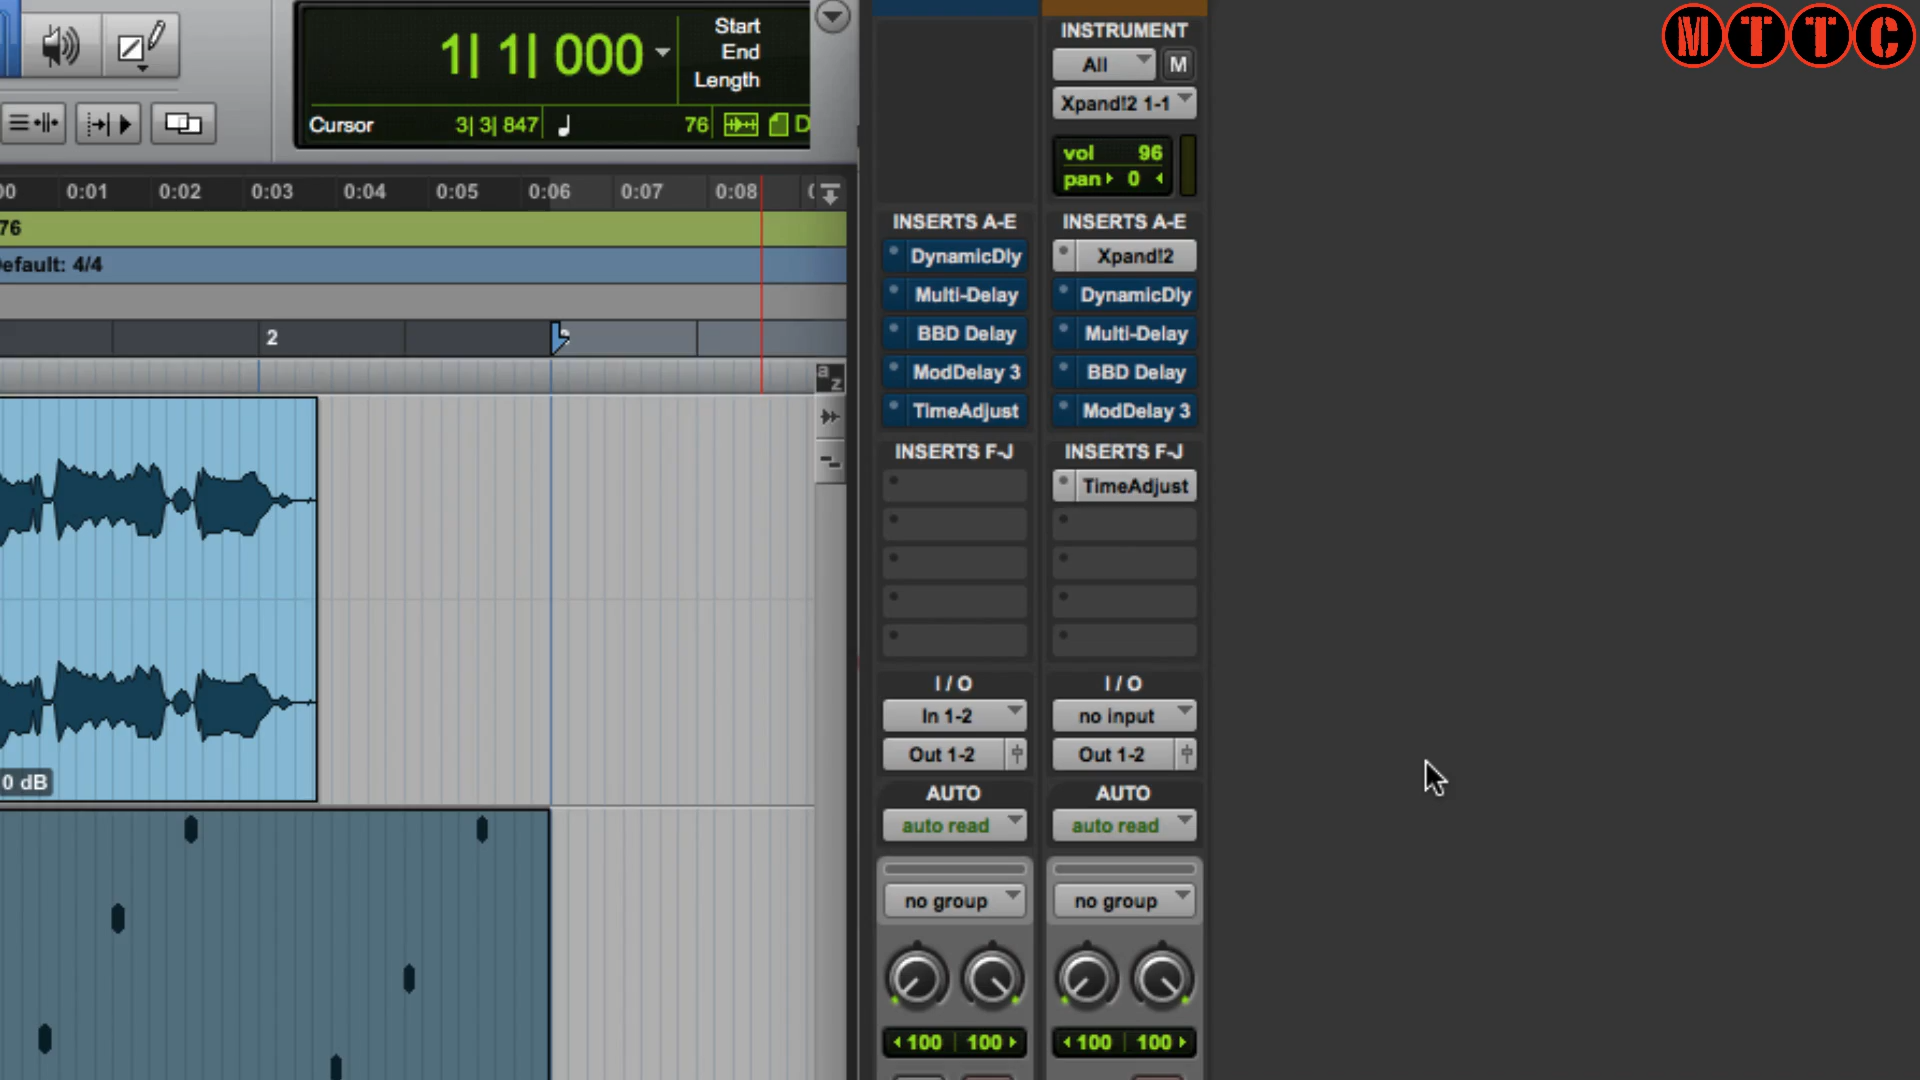 1| 1| 000
Start
End
Length
Cursor
3| 3| 847
76
D
00
0:01
0:02
0:03
0:04
0:05
0:06
0:07
0:08
76
Default: 4/4
2
a
z
0 dB
INSERTS A-E
DynamicDly
Multi-Delay
BBD Delay
ModDelay 3
TimeAdjust
INSERTS F-J
I / O
In 1-2
Out 1-2
AUTO
auto read
no group
100
100
INSTRUMENT
All
M
Xpand!2 1-1
vol 96
pan 0
INSERTS A-E
Xpand!2
DynamicDly
Multi-Delay
BBD Delay
ModDelay 3
INSERTS F-J
TimeAdjust
I / O
no input
Out 1-2
AUTO
auto read
no group
100
100
MTTC